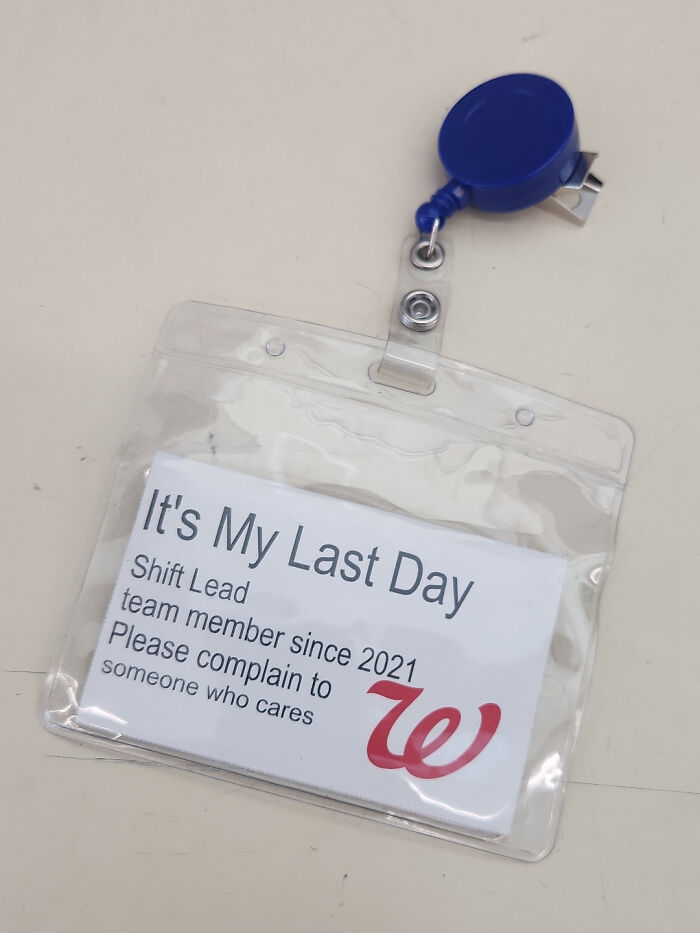 It's My Last Day
Shift Lead
team member since 2021
Please complain to
someone who cares
W